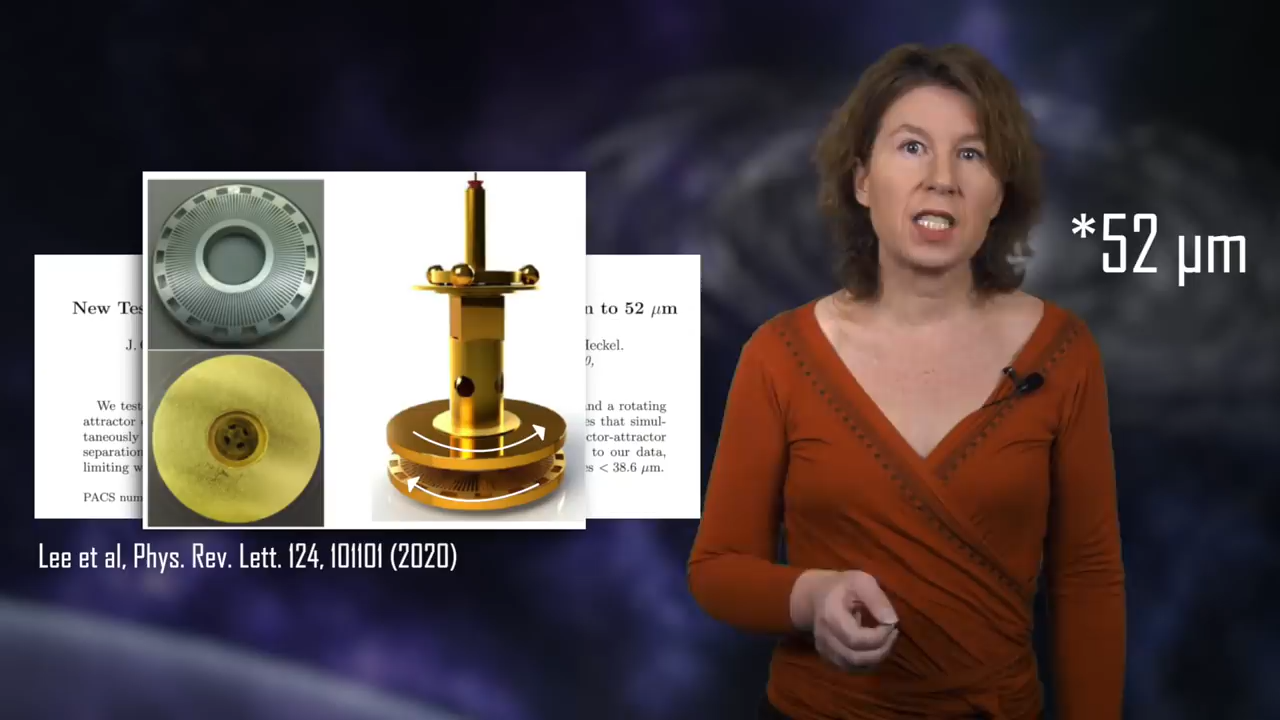 New Tes
n to 52 μm
J.
Heckel.
0,
We test
and a rotating
attractor
es that simul-
taneously
ctor-attractor
separation
to our data,
limiting w
es < 38.6 μm.
PACS num
Lee et al, Phys. Rev. Lett. 124, 101101 (2020)
*52 μm